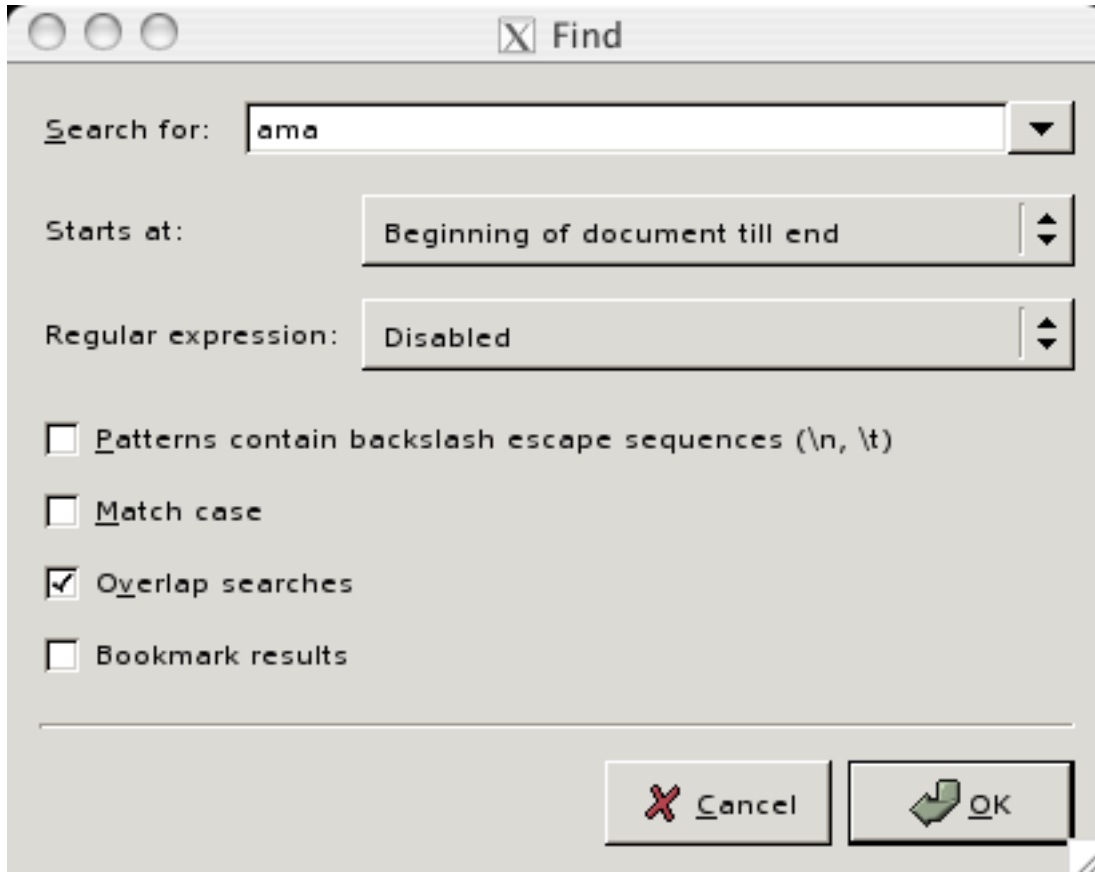 Find
Search for: ama
Starts at: Beginning of document till end
Regular expression: Disabled
Patterns contain backslash escape sequences (\n, \t)
Match case
Overlap searches
Bookmark results
Cancel OK